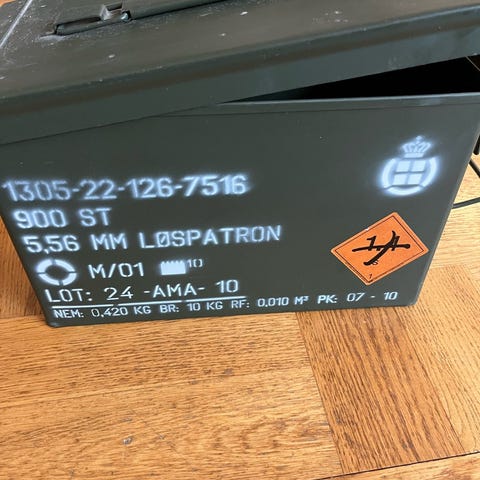 1305-22-126-7516
900 ST
5,56 MM LØSPATRON
M/01 10
LOT: 24 -AMA- 10
NEM: 0,420 KG BR: 10 KG RF: 0,010 M³ PK: 07 - 10